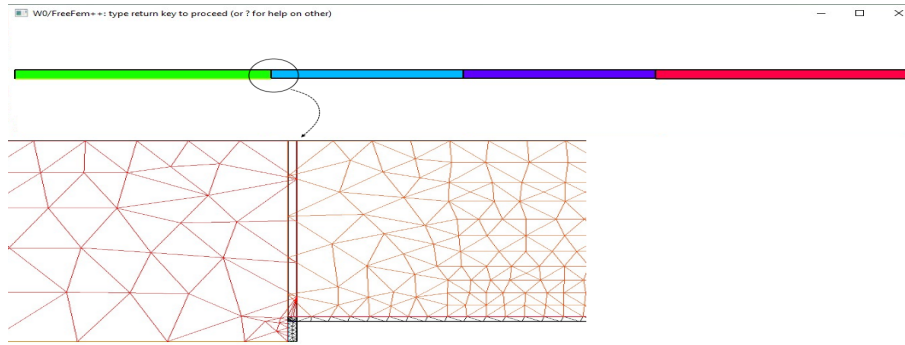 W0/FreeFem++: type return key to proceed (or ? for help on other)